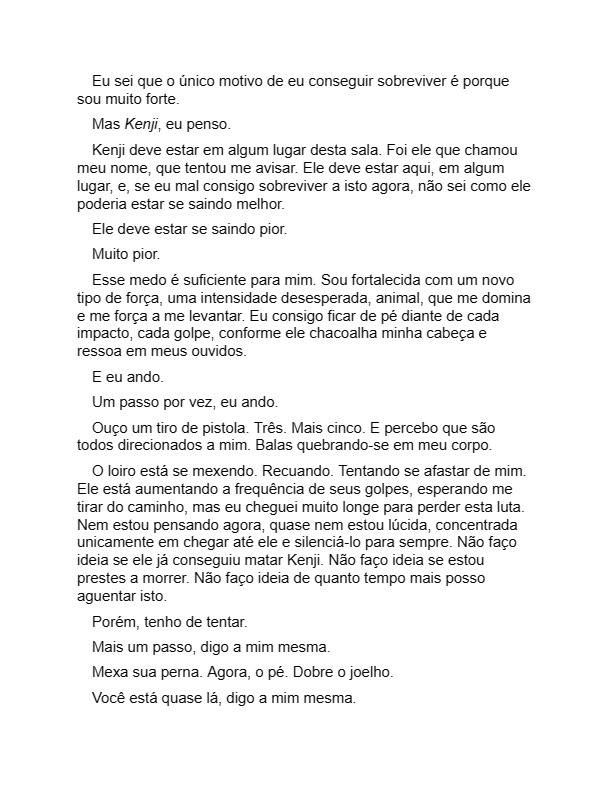 Eu sei que o único motivo de eu conseguir sobreviver é porque
sou muito forte.
Mas Kenji, eu penso.
Kenji deve estar em algum lugar desta sala. Foi ele que chamou
meu nome, que tentou me avisar. Ele deve estar aqui, em algum
lugar, e, se eu mal consigo sobreviver a isto agora, não sei como ele
poderia estar se saindo melhor.
Ele deve estar se saindo pior.
Muito pior.
Esse medo é suficiente para mim. Sou fortalecida com um novo
tipo de força, uma intensidade desesperada, animal, que me domina
e me força a me levantar. Eu consigo ficar de pé diante de cada
impacto, cada golpe, conforme ele chacoalha minha cabeça e
ressoa em meus ouvidos.
E eu ando.
Um passo por vez, eu ando.
Ouço um tiro de pistola. Três. Mais cinco. E percebo que são
todos direcionados a mim. Balas quebrando-se em meu corpo.
O loiro está se mexendo. Recuando. Tentando se afastar de mim.
Ele está aumentando a frequência de seus golpes, esperando me
tirar do caminho, mas eu cheguei muito longe para perder esta luta.
Nem estou pensando agora, quase nem estou lúcida, concentrada
unicamente em chegar até ele e silenciá-lo para sempre. Não faço
ideia se ele já conseguiu matar Kenji. Não faço ideia se estou
prestes a morrer. Não faço ideia de quanto tempo mais posso
aguentar isto.
Porém, tenho de tentar.
Mais um passo, digo a mim mesma.
Mexa sua perna. Agora, o pé. Dobre o joelho.
Você está quase lá, digo a mim mesma.